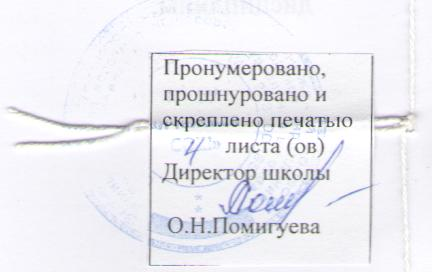 Пронумеровано,
прошнуровано и
скреплено печатью
4 листа (ов)
Директор школы
О.Н.Помигуева